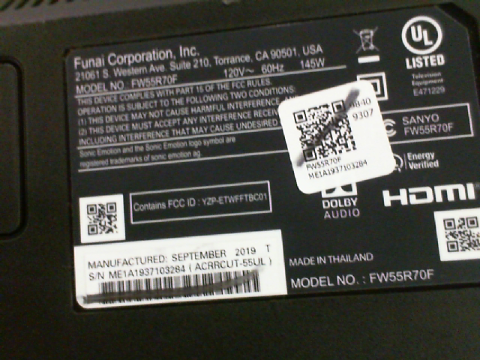 Funai Corporation, Inc.
21061 S. Western Ave. Suite 210, Torrance, CA 90501, USA
MODEL NO.: FW55R70F 120V~ 60Hz 145W
THIS DEVICE COMPLIES WITH PART 15 OF THE FCC RULES.
OPERATION IS SUBJECT TO THE FOLLOWING TWO CONDITIONS:
(1) THIS DEVICE MAY NOT CAUSE HARMFUL INTERFERENCE
(2) THIS DEVICE MUST ACCEPT ANY INTERFERENCE RECEIVED
INCLUDING INTERFERENCE THAT MAY CAUSE UNDESIRED
Sonic Emotion and the Sonic Emotion logo symbol are
registered trademarks of sonic emotion ag
UL
LISTED
Television
Equipment
E471229
9307
FW55R70F
ME1A1937103284
SANYO
FW55R70F
Energy
Verified
DOLBY
AUDIO
HDMI
Contains FCC ID : YZP-ETWFFTBC01
MANUFACTURED: SEPTEMBER 2019 T
S/N ME1A1937103284 ( ACRRCUT-55UL )
MADE IN THAILAND
MODEL NO. : FW55R70F